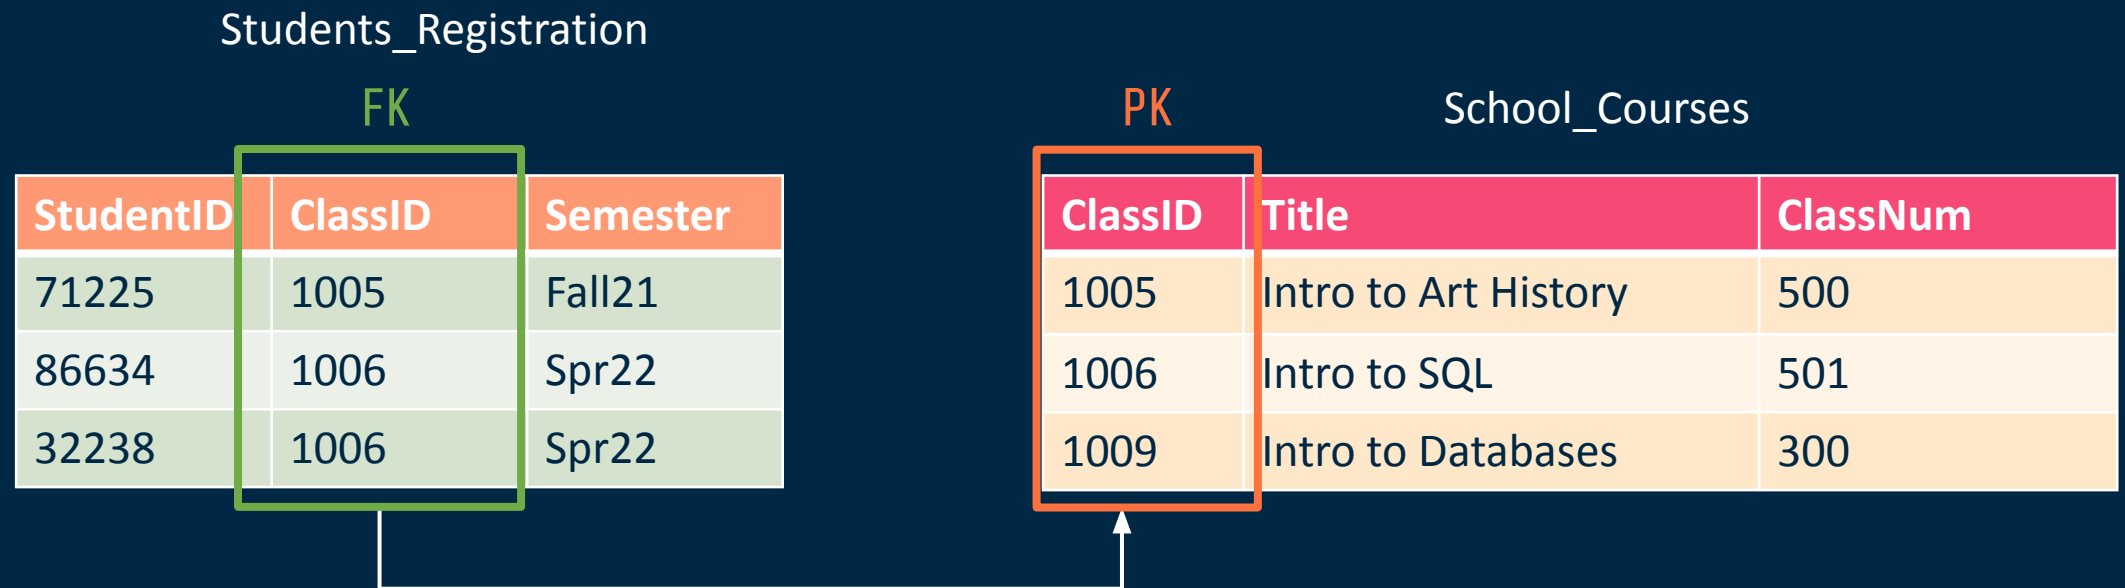 Students_Registration
FK
StudentID ClassID Semester
71225 1005 Fall21
86634 1006 Spr22
32238 1006 Spr22
PK
School_Courses
ClassID Title ClassNum
1005 Intro to Art History 500
1006 Intro to SQL 501
1009 Intro to Databases 300